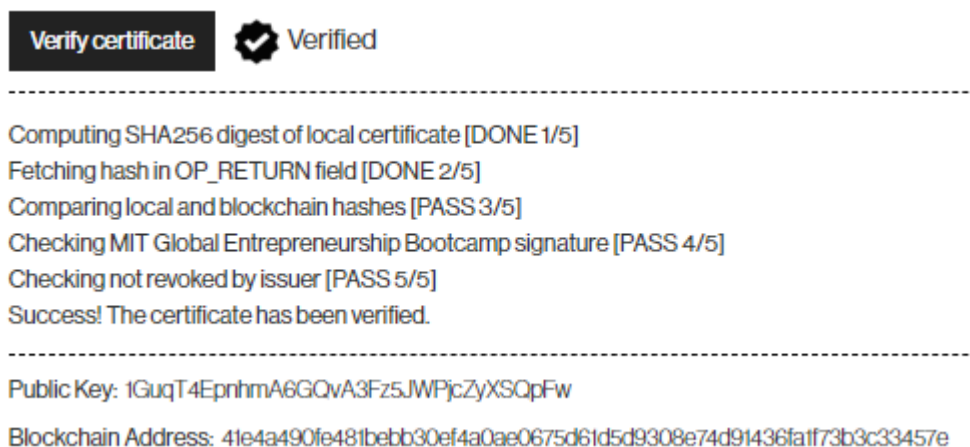 Verify certificate Verified
Computing SHA256 digest of local certificate [DONE 1/5]
Fetching hash in OP_RETURN field [DONE 2/5]
Comparing local and blockchain hashes [PASS 3/5]
Checking MIT Global Entrepreneurship Bootcamp signature [PASS 4/5]
Checking not revoked by issuer [PASS 5/5]
Success! The certificate has been verified.
Public Key: 1GuqT4EpnhmA6GQvA3Fz5JWPjcZyXSQpFw
Blockchain Address: 41e4a490fe481bebb30ef4a0ae0675d61d5d9308e74d91436fa1f73b3c33457e